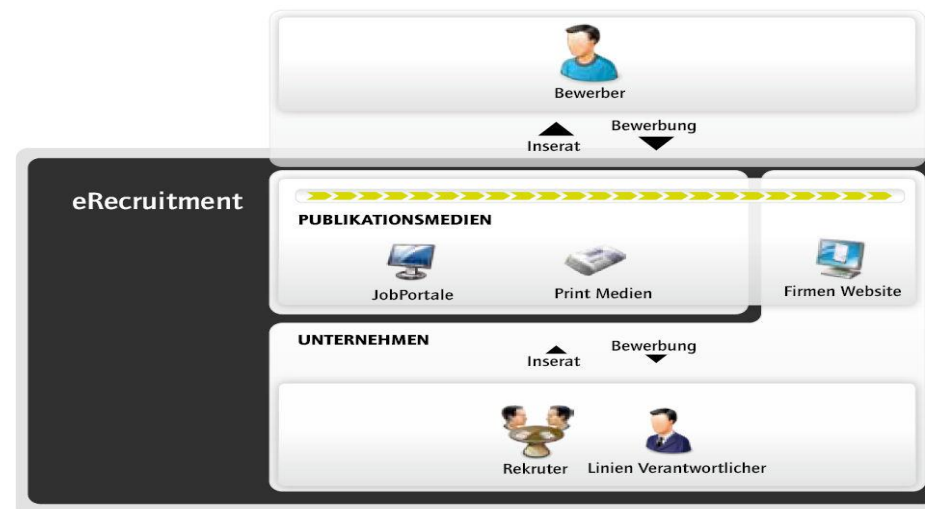 Bewerber
Inserat
Bewerbung
eRecruitment
PUBLIKATIONSMEDIEN
JobPortale
Print Medien
Firmen Website
UNTERNEHMEN
Inserat
Bewerbung
Rekruter
Linien Verantwortlicher